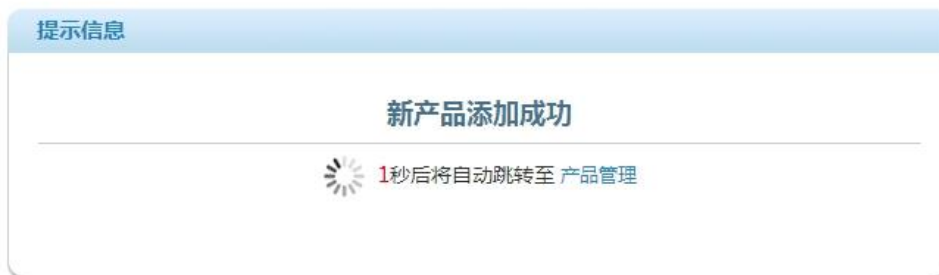 提示信息
新产品添加成功
1秒后将自动跳转至 产品管理